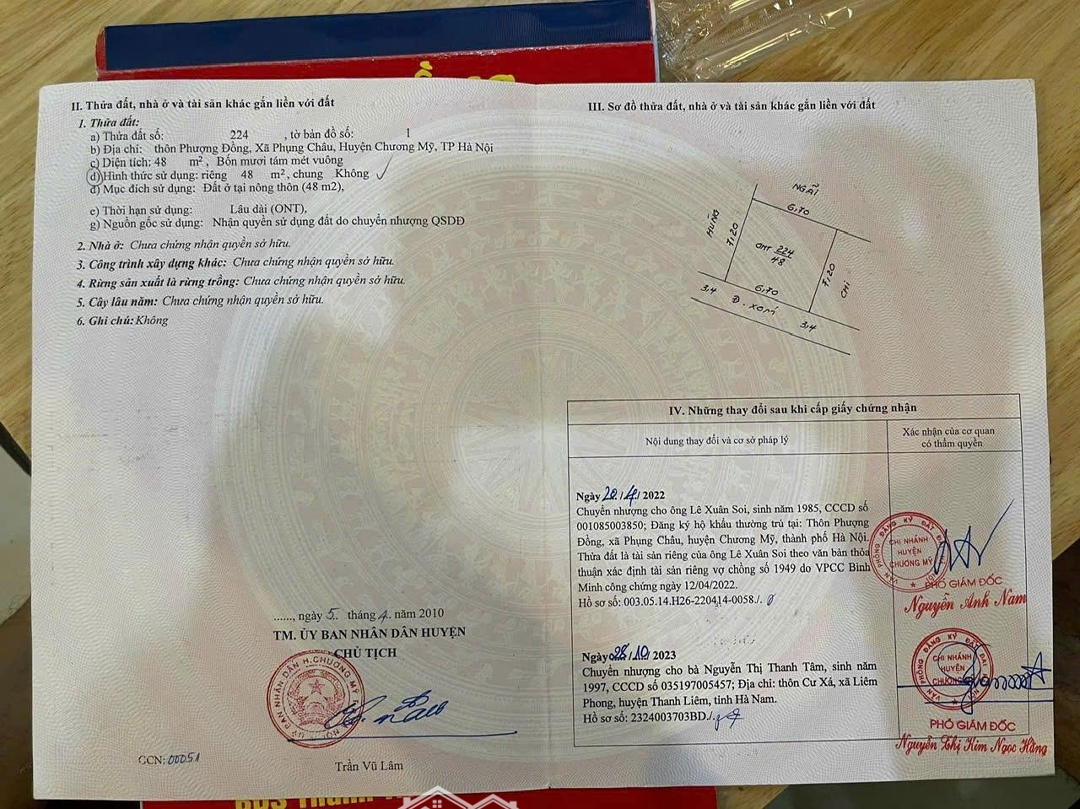 II. Thửa đất, nhà ở và tài sản khác gắn liền với đất
1. Thửa đất:
a) Thửa đất số: 224 , tờ bản đồ số: 1
b) Địa chỉ: thôn Phượng Đồng, Xã Phụng Châu, Huyện Chương Mỹ, TP Hà Nội
c) Diện tích: 48 m², Bốn mươi tám mét vuông
d) Hình thức sử dụng: riêng 48 m², chung Không
đ) Mục đích sử dụng: Đất ở tại nông thôn (48 m2),
e) Thời hạn sử dụng: Lâu dài (ONT),
g) Nguồn gốc sử dụng: Nhận quyền sử dụng đất do chuyển nhượng QSDĐ
2. Nhà ở: Chưa chứng nhận quyền sở hữu.
3. Công trình xây dựng khác: Chưa chứng nhận quyền sở hữu.
4. Rừng sản xuất là rừng trồng: Chưa chứng nhận quyền sở hữu.
5. Cây lâu năm: Chưa chứng nhận quyền sở hữu.
6. Ghi chú: Không
......, ngày 5. tháng 4. năm 2010
TM. ỦY BAN NHÂN DÂN HUYỆN
CHỦ TỊCH
Trần Vũ Lâm
GCN: 00051
III. Sơ đồ thửa đất, nhà ở và tài sản khác gắn liền với đất
NGÃI
6,70
HÙNG
7,20
ONT 224
48
7,20
CHI
6,70
3,4
Đ. XÓM
3,4
IV. Những thay đổi sau khi cấp giấy chứng nhận
Nội dung thay đổi và cơ sở pháp lý
Xác nhận của cơ quan
có thẩm quyền
Ngày 20/4/2022
Chuyển nhượng cho ông Lê Xuân Soi, sinh năm 1985, CCCD số
001085003850; Đăng ký hộ khẩu thường trú tại: Thôn Phượng
Đồng, xã Phụng Châu, huyện Chương Mỹ, thành phố Hà Nội.
Thửa đất là tài sản riêng của ông Lê Xuân Soi theo văn bản thỏa
thuận xác định tài sản riêng vợ chồng số 1949 do VPCC Bình
Minh công chứng ngày 12/04/2022.
Hồ sơ số: 003.05.14.H26-220414-0058./.
CHI NHÁNH
HUYỆN
CHƯƠNG MỸ
PHÓ GIÁM ĐỐC
Nguyễn Anh Nam
Ngày 28/10/2023
Chuyển nhượng cho bà Nguyễn Thị Thanh Tâm, sinh năm
1997, CCCD số 035197005457; Địa chỉ: thôn Cư Xá, xã Liêm
Phong, huyện Thanh Liêm, tỉnh Hà Nam.
Hồ sơ số: 2324003703BD./.
CHI NHÁNH
HUYỆN
PHÓ GIÁM ĐỐC
Nguyễn Thị Kim Ngọc Hằng